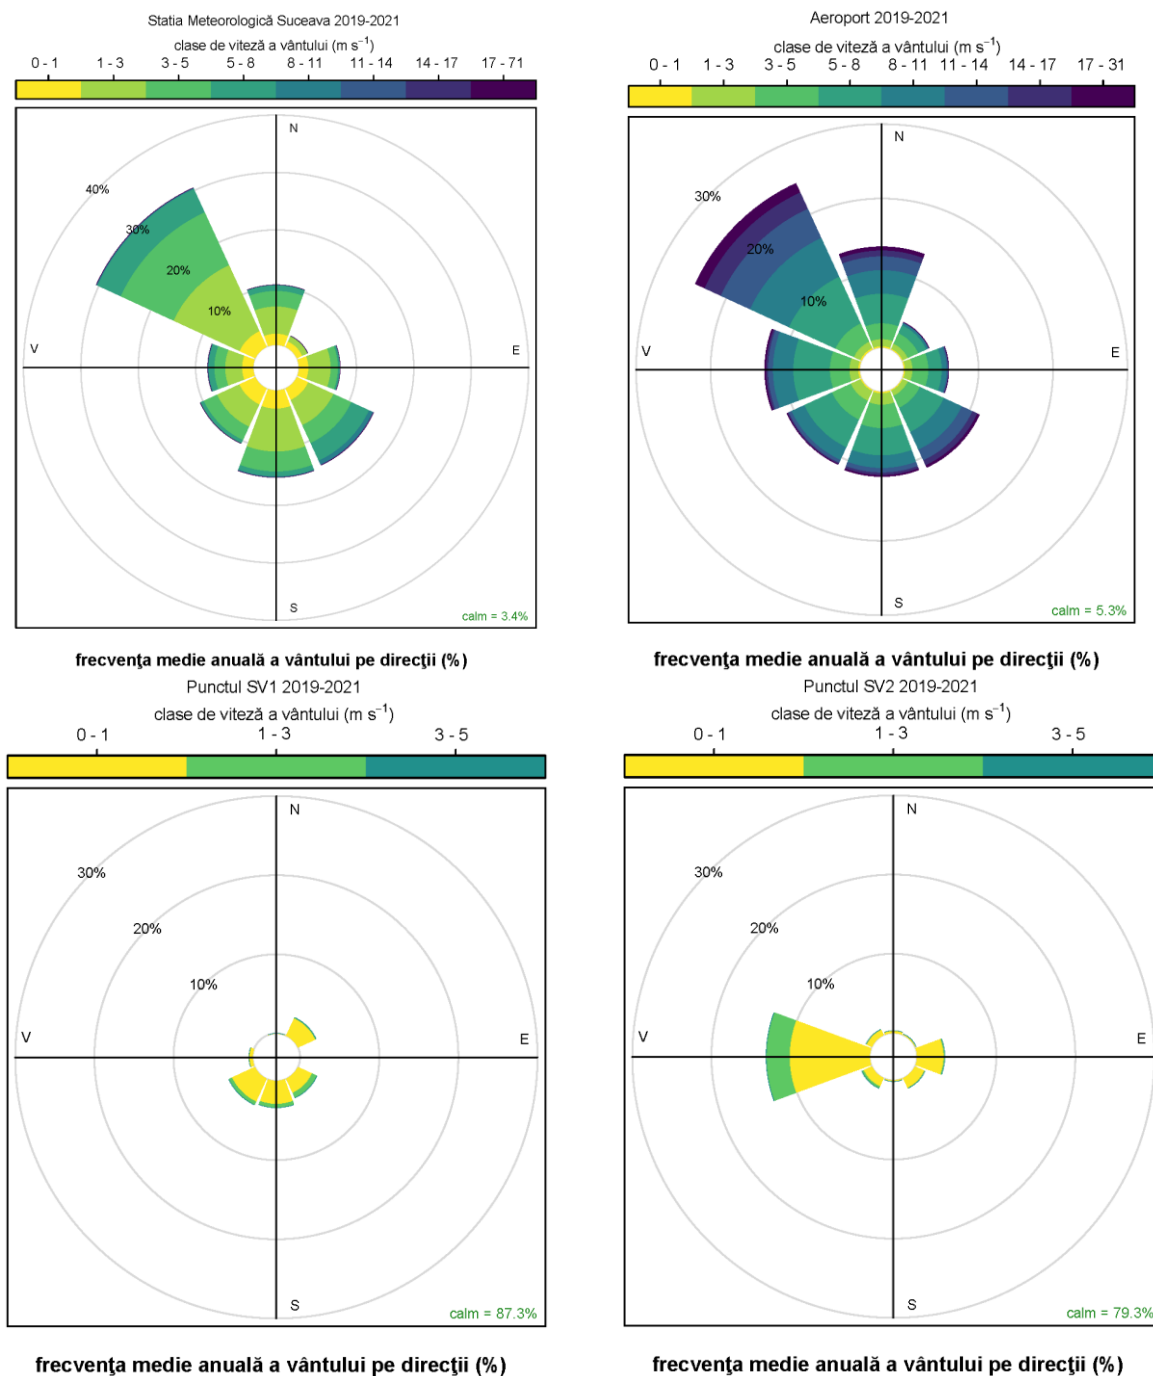 Statia Meteorologică Suceava 2019-2021
clase de viteză a vântului (m s⁻¹)
0 - 1 1 - 3 3 - 5 5 - 8 8 - 11 11 - 14 14 - 17 17 - 71
N
40%
30%
20%
10%
V
E
S
calm = 3.4%
frecvenţa medie anuală a vântului pe direcţii (%)
Aeroport 2019-2021
clase de viteză a vântului (m s⁻¹)
0 - 1 1 - 3 3 - 5 5 - 8 8 - 11 11 - 14 14 - 17 17 - 31
N
30%
20%
10%
V
E
S
calm = 5.3%
frecvenţa medie anuală a vântului pe direcţii (%)
Punctul SV1 2019-2021
clase de viteză a vântului (m s⁻¹)
0 - 1 1 - 3 3 - 5
N
30%
20%
10%
V
E
S
calm = 87.3%
frecvenţa medie anuală a vântului pe direcţii (%)
Punctul SV2 2019-2021
clase de viteză a vântului (m s⁻¹)
0 - 1 1 - 3 3 - 5
N
30%
20%
10%
V
E
S
calm = 79.3%
frecvenţa medie anuală a vântului pe direcţii (%)